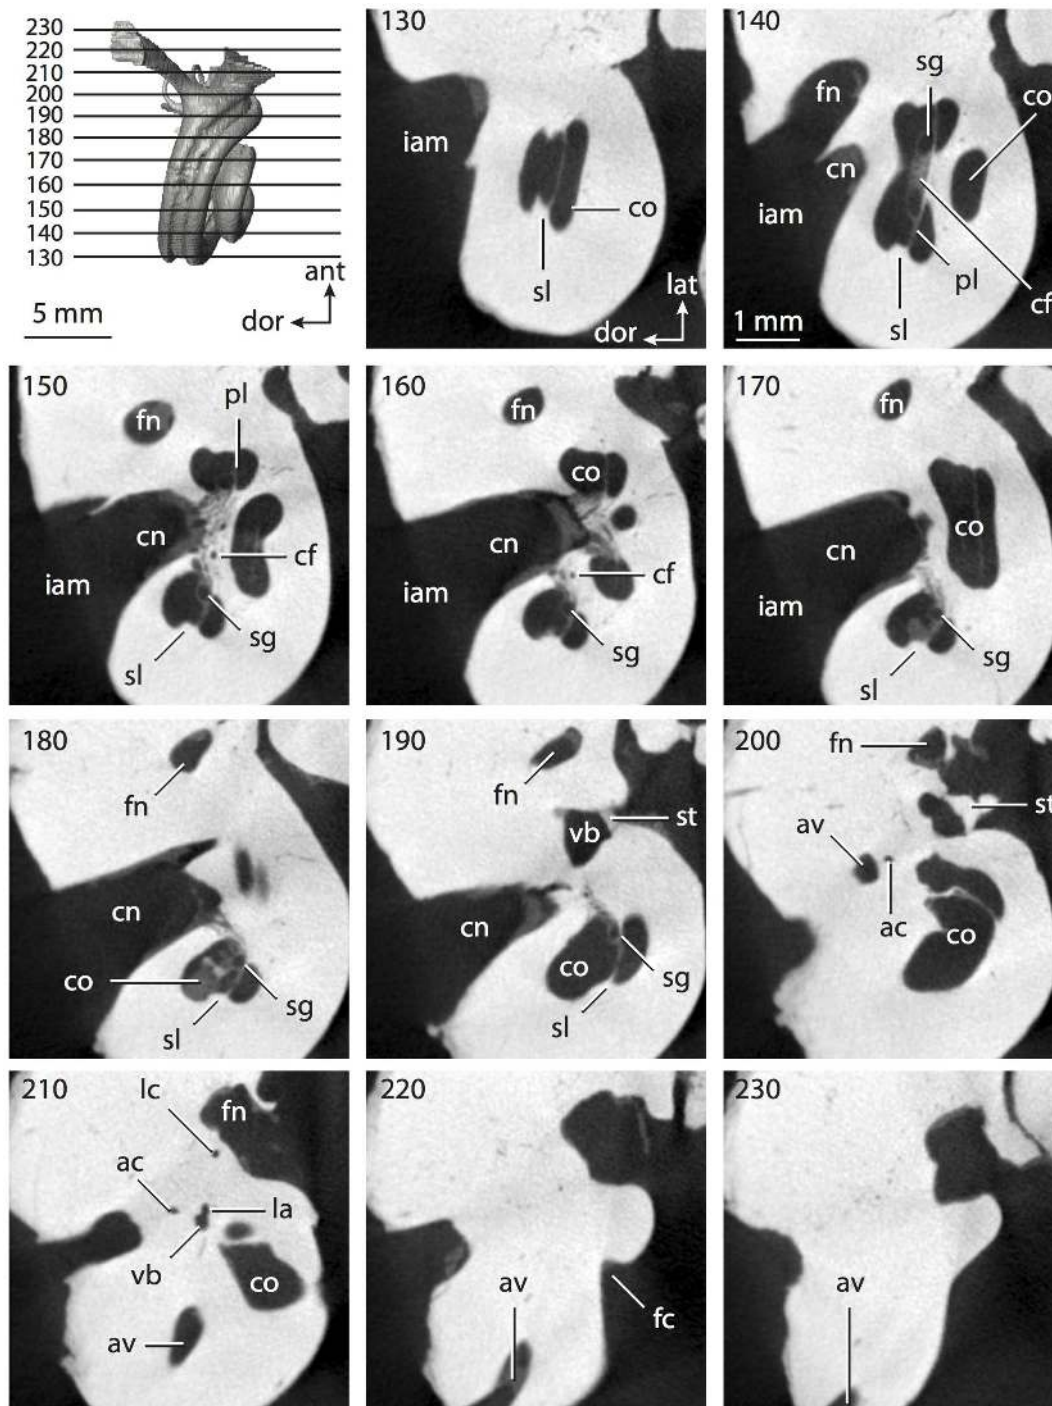 230
220
210
200
190
180
170
160
150
140
130
ant
dor
5 mm
130
iam
co
sl
lat
dor
140
sg
fn
co
cn
iam
pl
sl
cf
1 mm
150
pl
fn
cn
cf
iam
sg
sl
160
fn
co
cn
cf
iam
sg
sl
170
fn
co
cn
iam
sg
sl
180
fn
cn
co
sg
sl
190
fn
st
vb
cn
co
sg
sl
200
fn
st
av
ac
co
210
lc
fn
ac
la
vb
co
av
220
av
fc
230
av